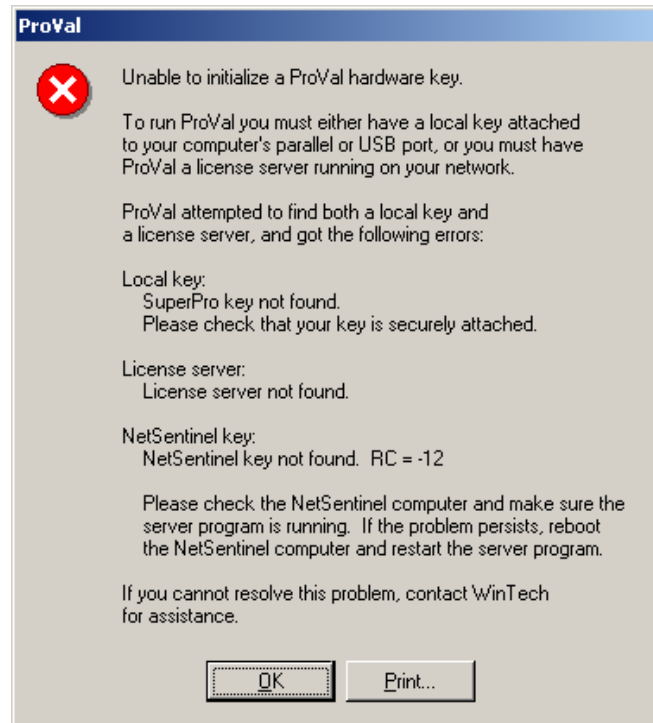 ProVal
Unable to initialize a ProVal hardware key.
To run ProVal you must either have a local key attached
to your computer's parallel or USB port, or you must have
ProVal a license server running on your network.
ProVal attempted to find both a local key and
a license server, and got the following errors:
Local key:
SuperPro key not found.
Please check that your key is securely attached.
License server:
License server not found.
NetSentinel key:
NetSentinel key not found.  RC = -12
Please check the NetSentinel computer and make sure the
server program is running.  If the problem persists, reboot
the NetSentinel computer and restart the server program.
If you cannot resolve this problem, contact WinTech
for assistance.
OK
Print...